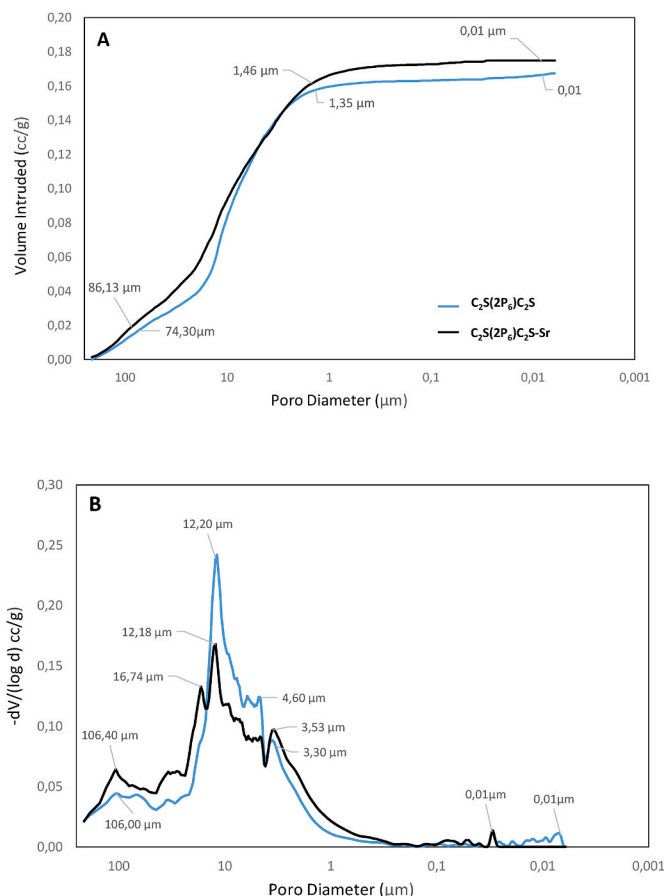 0,20
A
0,01 µm
0,18
1,46 µm
0,16
1,35 µm
0,01
0,14
0,12
0,10
0,08
0,06
86,13 µm
0,04
C₂S(2P₆)C₂S
0,02
74,30µm
C₂S(2P₆)C₂S-Sr
0,00
100
10
1
0,1
0,01
0,001
Volume Intruded (cc/g)
Poro Diameter (µm)
0,30
B
12,20 µm
0,25
0,20
12,18 µm
0,15
16,74 µm
4,60 µm
3,53 µm
0,10
106,40 µm
3,30 µm
0,05
106,00 µm
0,01µm
0,01µm
0,00
100
10
1
0,1
0,01
0,001
-dV/(log d) cc/g)
Poro Diameter (µm)